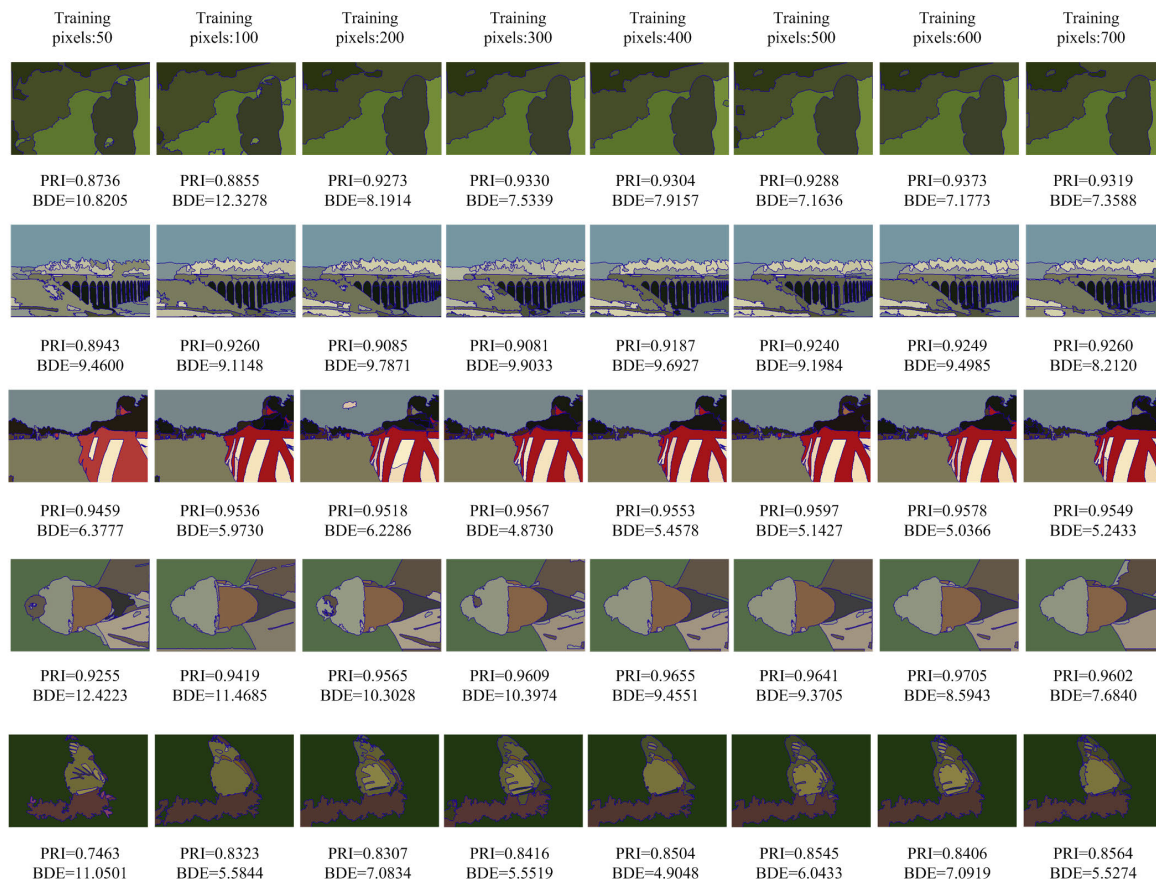 Training Training Training Training Training Training Training Training
pixels:50 pixels:100 pixels:200 pixels:300 pixels:400 pixels:500 pixels:600 pixels:700
PRI=0.8736 PRI=0.8855 PRI=0.9273 PRI=0.9330 PRI=0.9304 PRI=0.9288 PRI=0.9373 PRI=0.9319
BDE=10.8205 BDE=12.3278 BDE=8.1914 BDE=7.5339 BDE=7.9157 BDE=7.1636 BDE=7.1773 BDE=7.3588
PRI=0.8943 PRI=0.9260 PRI=0.9085 PRI=0.9081 PRI=0.9187 PRI=0.9240 PRI=0.9249 PRI=0.9260
BDE=9.4600 BDE=9.1148 BDE=9.7871 BDE=9.9033 BDE=9.6927 BDE=9.1984 BDE=9.4985 BDE=8.2120
PRI=0.9459 PRI=0.9536 PRI=0.9518 PRI=0.9567 PRI=0.9553 PRI=0.9597 PRI=0.9578 PRI=0.9549
BDE=6.3777 BDE=5.9730 BDE=6.2286 BDE=4.8730 BDE=5.4578 BDE=5.1427 BDE=5.0366 BDE=5.2433
PRI=0.9255 PRI=0.9419 PRI=0.9565 PRI=0.9609 PRI=0.9655 PRI=0.9641 PRI=0.9705 PRI=0.9602
BDE=12.4223 BDE=11.4685 BDE=10.3028 BDE=10.3974 BDE=9.4551 BDE=9.3705 BDE=8.5943 BDE=7.6840
PRI=0.7463 PRI=0.8323 PRI=0.8307 PRI=0.8416 PRI=0.8504 PRI=0.8545 PRI=0.8406 PRI=0.8564
BDE=11.0501 BDE=5.5844 BDE=7.0834 BDE=5.5519 BDE=4.9048 BDE=6.0433 BDE=7.0919 BDE=5.5274